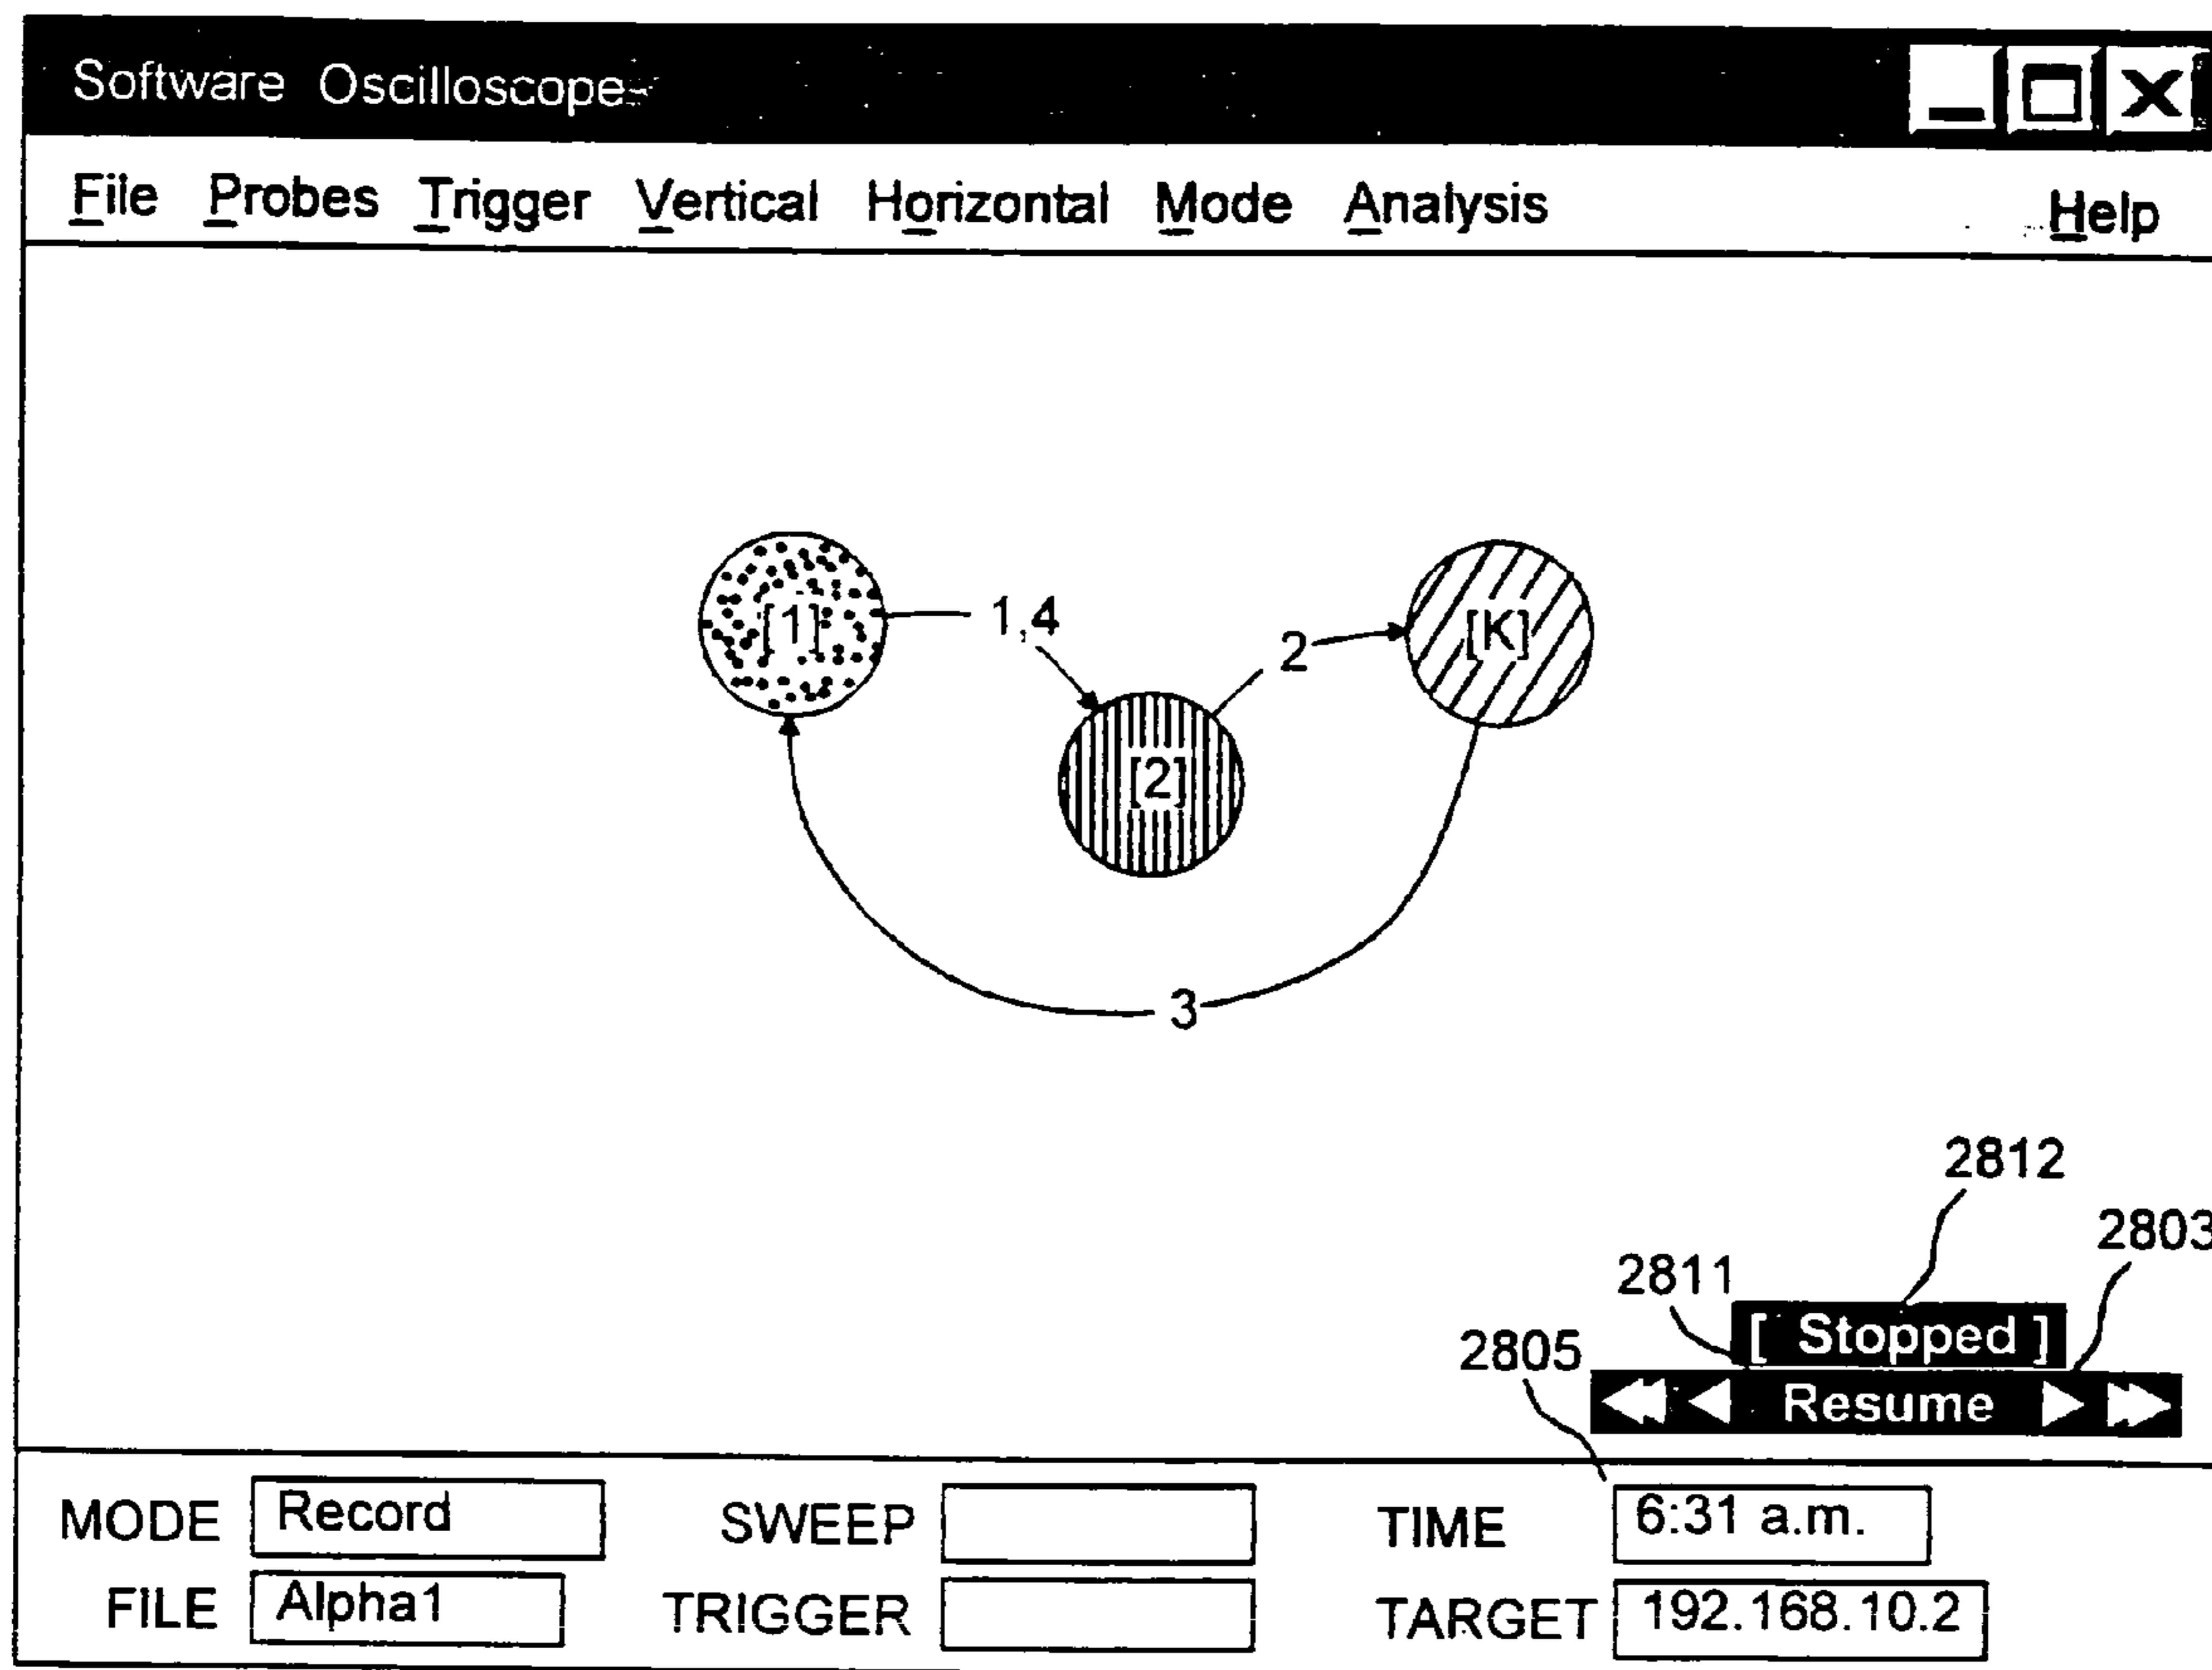 Software Oscilloscope
File Probes Trigger Vertical Horizontal Mode Analysis Help
[1]
1,4
2
[K]
[2]
3
2812
2803
2811
2805
[ Stopped ]
Resume
MODE Record SWEEP TIME 6:31 a.m.
FILE Alpha1 TRIGGER TARGET 192.168.10.2